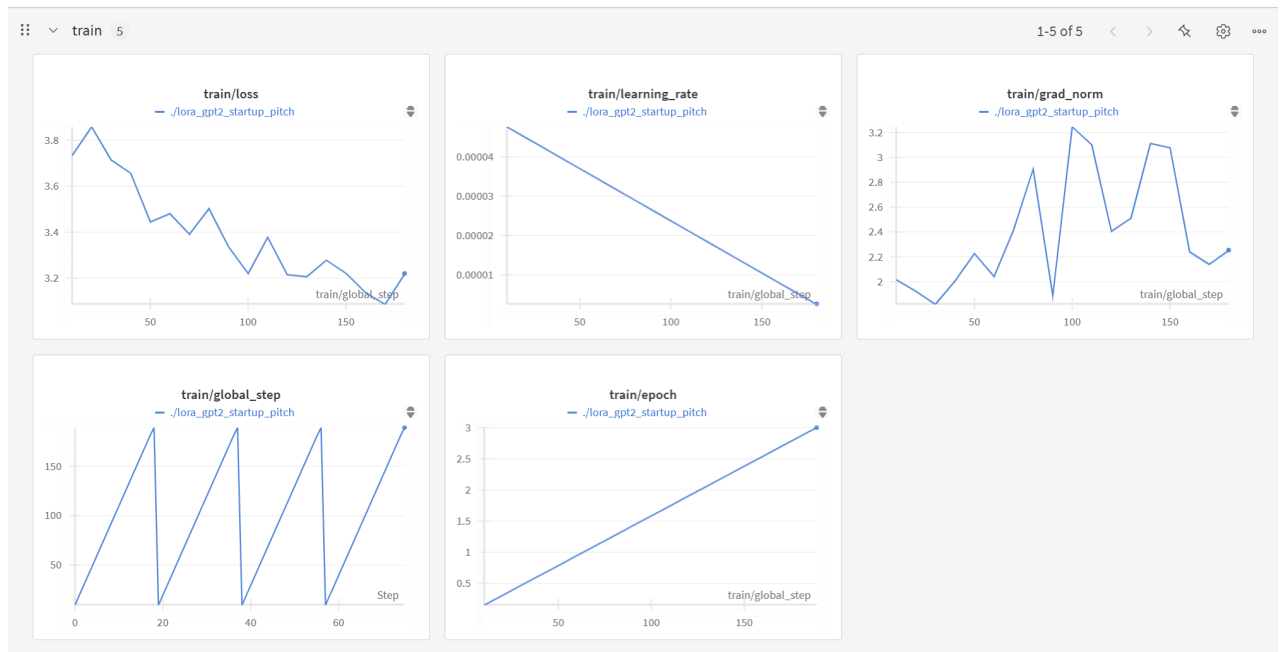 train 5
1-5 of 5
train/loss
./lora_gpt2_startup_pitch
3.8
3.6
3.4
3.2
train/global_step
50 100 150
train/learning_rate
./lora_gpt2_startup_pitch
0.00004
0.00003
0.00002
0.00001
train/global_step
50 100 150
train/grad_norm
./lora_gpt2_startup_pitch
3.2
3
2.8
2.6
2.4
2.2
2
train/global_step
50 100 150
train/global_step
./lora_gpt2_startup_pitch
150
100
50
Step
0 20 40 60
train/epoch
./lora_gpt2_startup_pitch
3
2.5
2
1.5
1
0.5
train/global_step
50 100 150